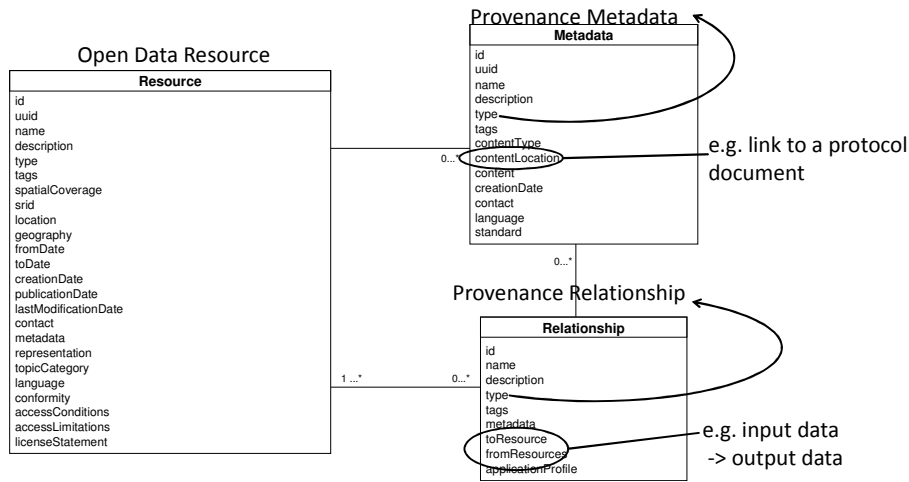 Open Data Resource
Resource
id
uuid
name
description
type
tags
spatialCoverage
srid
location
geography
fromDate
toDate
creationDate
publicationDate
lastModificationDate
contact
metadata
representation
topicCategory
language
conformity
accessConditions
accessLimitations
licenseStatement
Provenance Metadata
Metadata
id
uuid
name
description
type
tags
contentType
contentLocation
content
creationDate
contact
language
standard
0...*
e.g. link to a protocol
document
0...*
Provenance Relationship
Relationship
id
name
description
type
tags
metadata
toResource
fromResources
applicationProfile
1 ...*
0...*
e.g. input data
-> output data